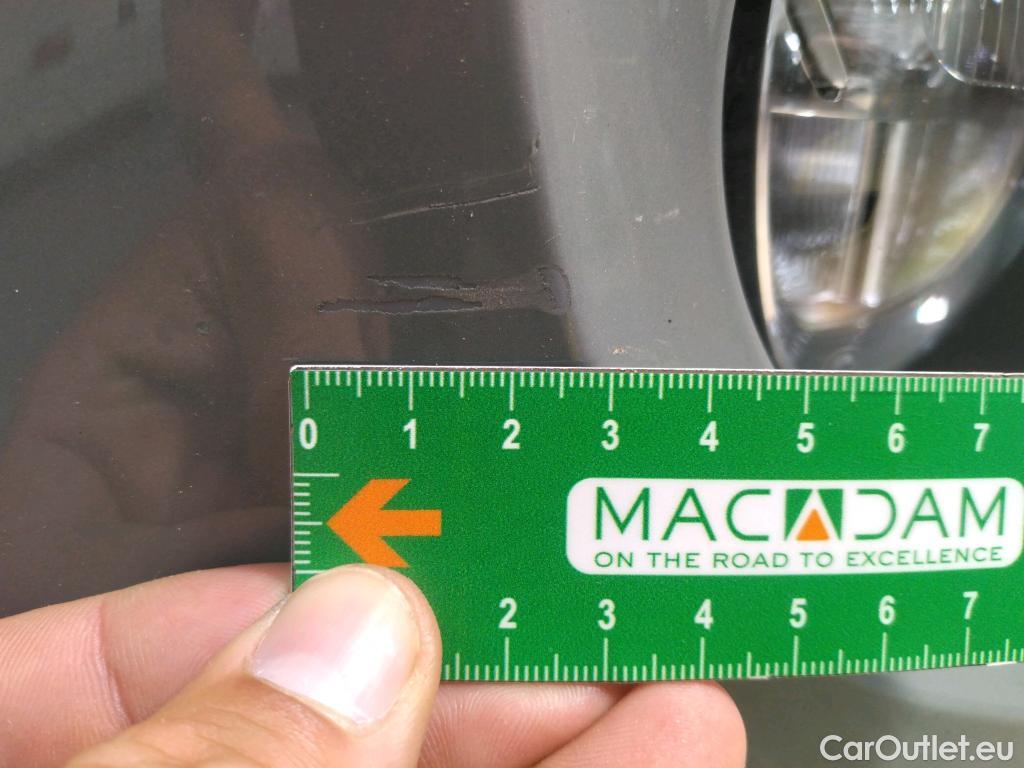 0 1 2 3 4 5 6 7
MACADAM
ON THE ROAD TO EXCELLENCE
2 3 4 5 6 7
CarOutlet.eu